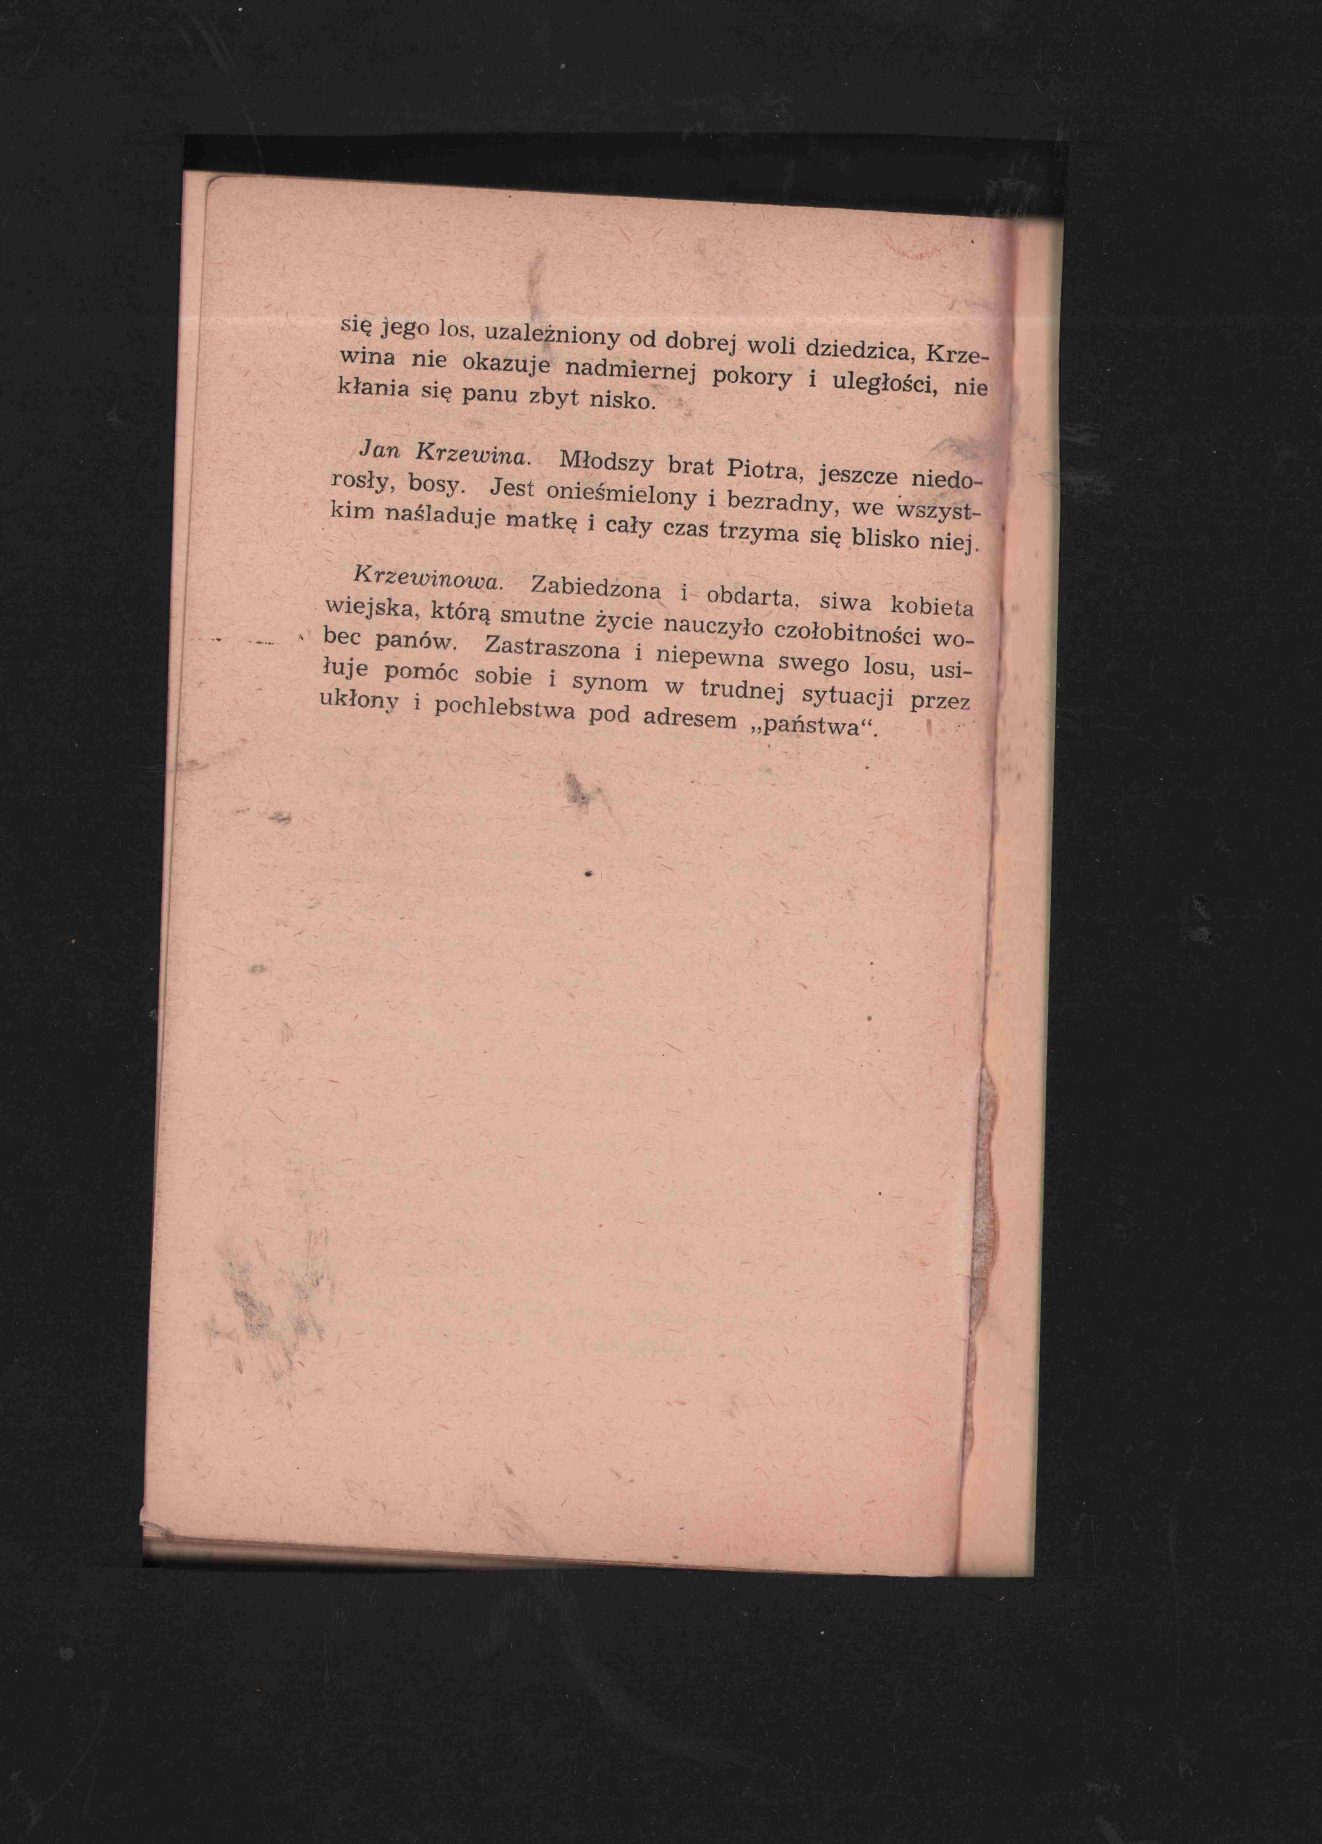 się jego los, uzależniony od dobrej woli dziedzica, Krze-
wina nie okazuje nadmiernej pokory i uległości, nie
kłania się panu zbyt nisko.
Jan Krzewina. Młodszy brat Piotra, jeszcze niedo-
rosły, bosy. Jest onieśmielony i bezradny, we wszyst-
kim naśladuje matkę i cały czas trzyma się blisko niej.
Krzewinowa. Zabiedzona i obdarta, siwa kobieta
wiejska, którą smutne życie nauczyło czołobitności wo-
bec panów. Zastraszona i niepewna swego losu, usi-
łuje pomóc sobie i synom w trudnej sytuacji przez
ukłony i pochlebstwa pod adresem „państwa“.